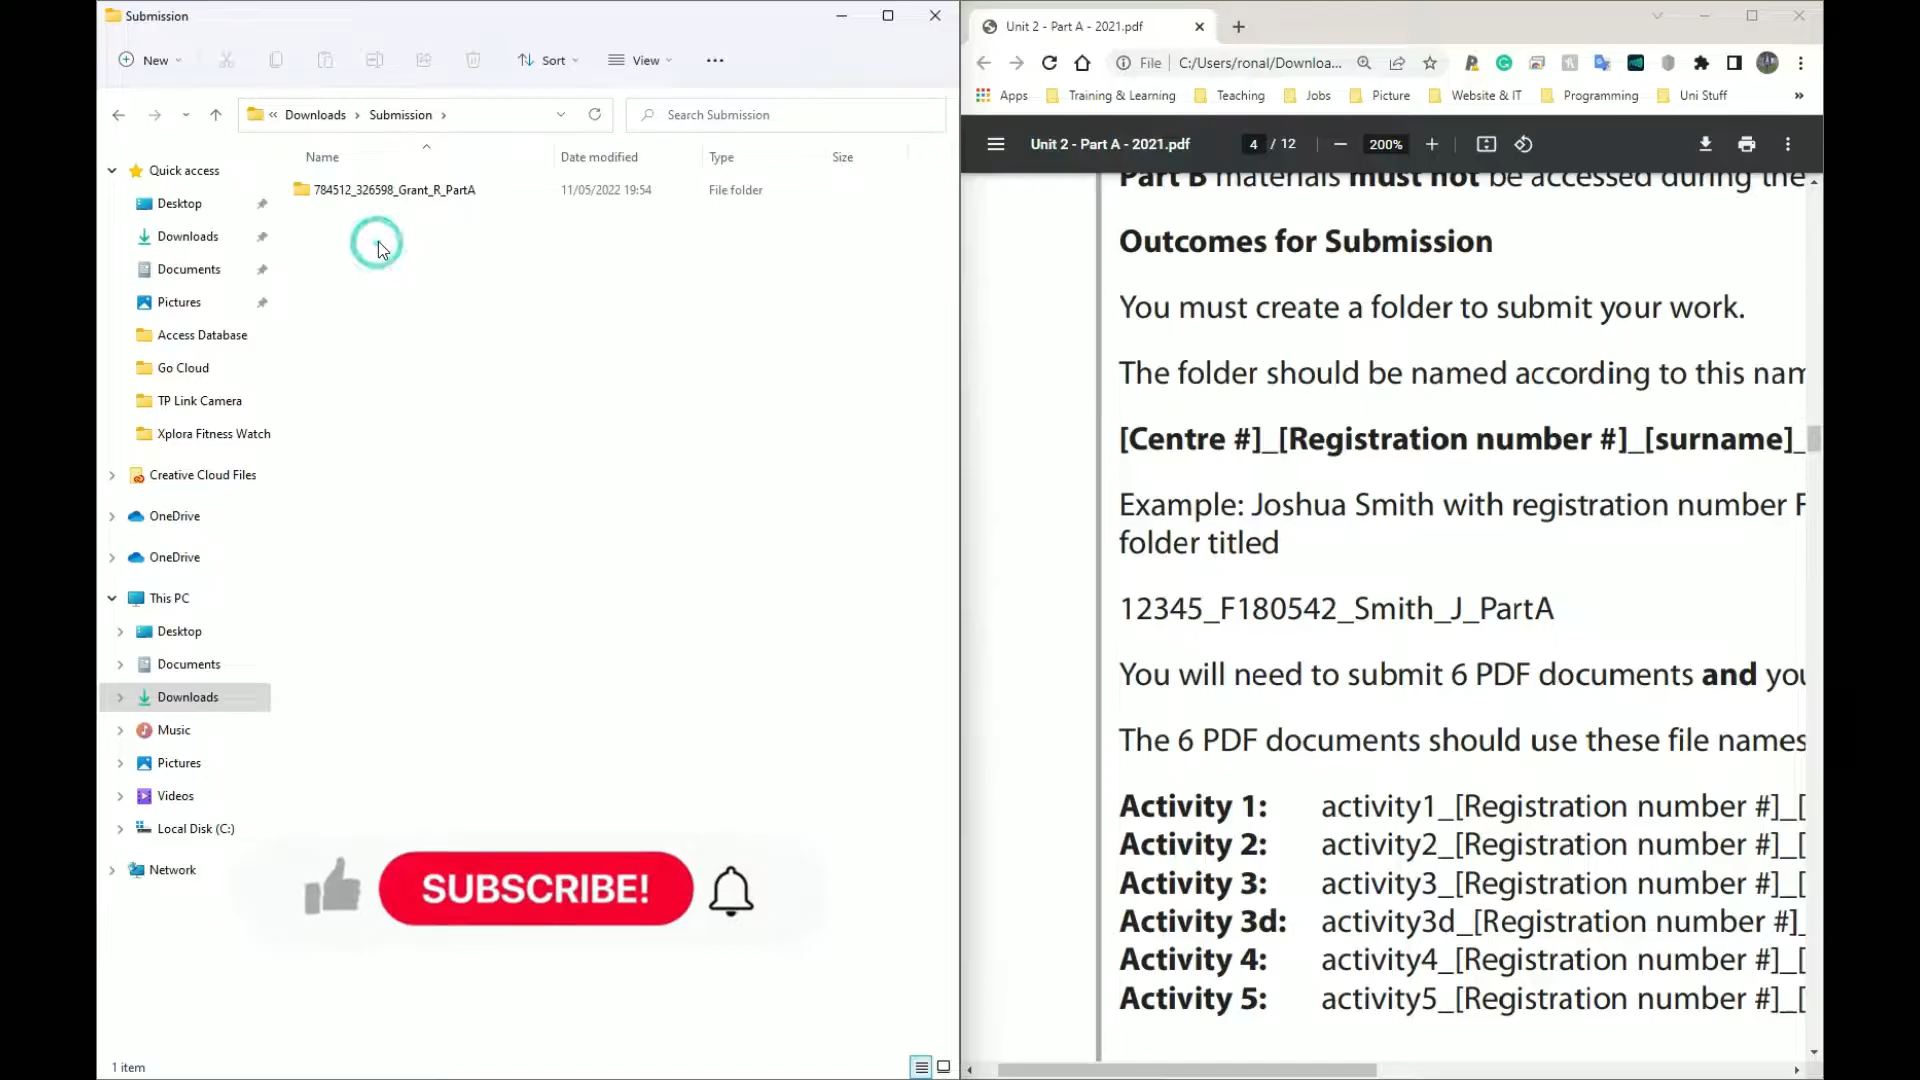 Submission
New
Sort
View
Downloads
Submission
Search Submission
Name
Date modified
Type
Size
784512_326598_Grant_R_PartA
11/05/2022 19:54
File folder
Quick access
Desktop
Downloads
Documents
Pictures
Access Database
Go Cloud
TP Link Camera
Xplora Fitness Watch
Creative Cloud Files
OneDrive
OneDrive
This PC
Desktop
Documents
Downloads
Music
Pictures
Videos
Local Disk (C:)
Network
SUBSCRIBE!
1 item
Unit 2 - Part A - 2021.pdf
File
C:/Users/ronal/Downloa...
Apps
Training & Learning
Teaching
Jobs
Picture
Website & IT
Programming
Uni Stuff
»
Unit 2 - Part A - 2021.pdf
4 / 12
200%
Part B materials must not be accessed during the
Outcomes for Submission
You must create a folder to submit your work.
The folder should be named according to this nam
[Centre #]_[Registration number #]_[surname]_
Example: Joshua Smith with registration number F
folder titled
12345_F180542_Smith_J_PartA
You will need to submit 6 PDF documents and you
The 6 PDF documents should use these file names
Activity 1: activity1_[Registration number #]_[
Activity 2: activity2_[Registration number #]_[
Activity 3: activity3_[Registration number #]_[
Activity 3d: activity3d_[Registration number #]_
Activity 4: activity4_[Registration number #]_[
Activity 5: activity5_[Registration number #]_[